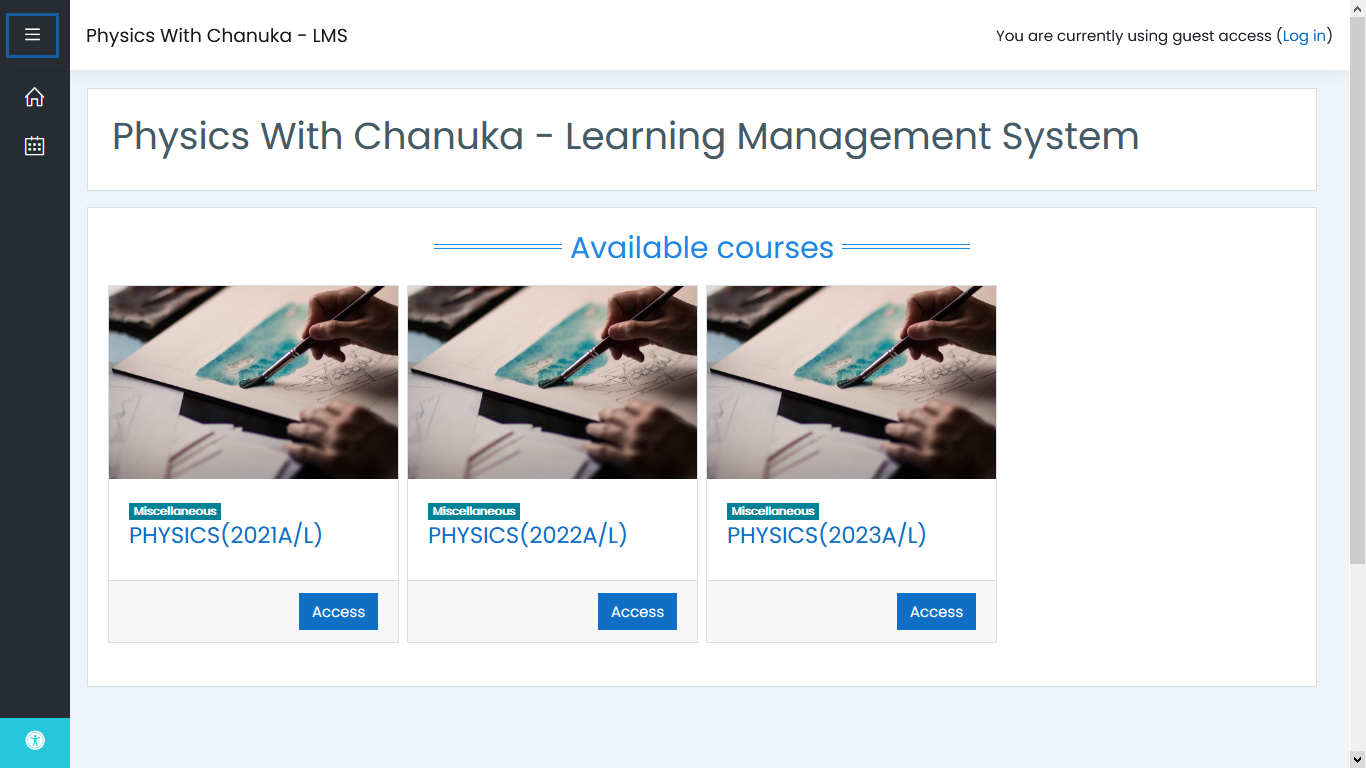 Physics With Chanuka - LMS
You are currently using guest access (Log in)
Physics With Chanuka - Learning Management System
Available courses
Miscellaneous
PHYSICS(2021A/L)
Access
Miscellaneous
PHYSICS(2022A/L)
Access
Miscellaneous
PHYSICS(2023A/L)
Access